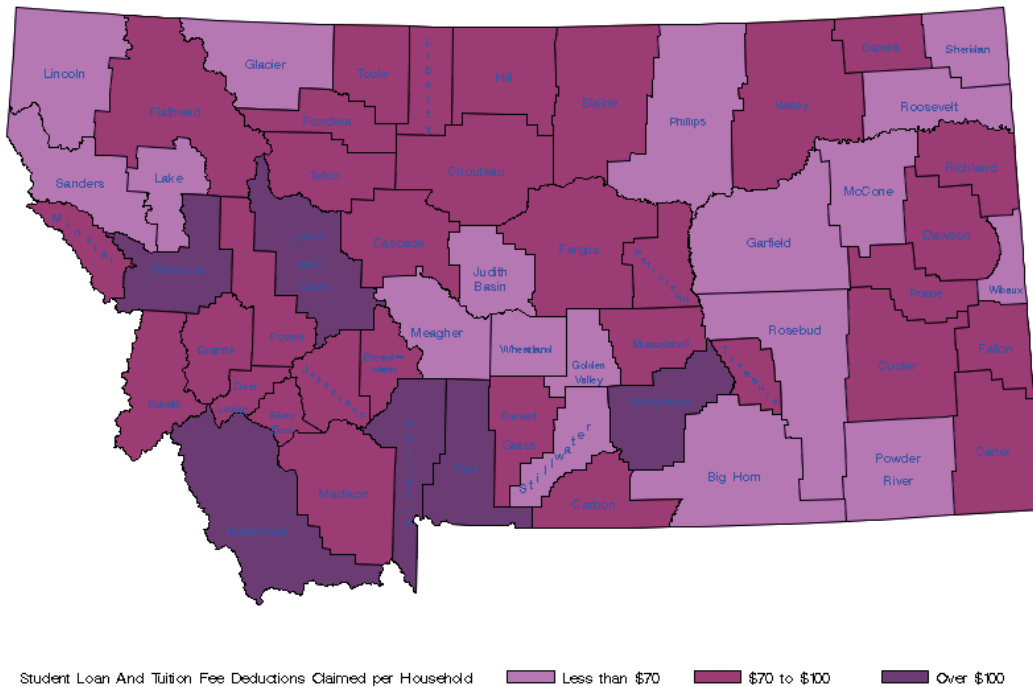 Lincoln
Flathead
Glacier
Toole
Liberty
Hill
Blaine
Phillips
Valley
Daniels
Sheridan
Roosevelt
Pondera
Teton
Chouteau
Sanders
Lake
Mineral
Missoula
Lewis
and
Clark
Cascade
Judith
Basin
Fergus
Petroleum
Garfield
McCone
Richland
Dawson
Wibaux
Prairie
Granite
Powell
Meagher
Wheatland
Golden
Valley
Musselshell
Rosebud
Treasure
Custer
Fallon
Ravalli
Deer
Lodge
Silver
Bow
Jefferson
Broadwater
Gallatin
Park
Sweet
Grass
Stillwater
Yellowstone
Big Horn
Powder
River
Carter
Madison
Beaverhead
Carbon
Student Loan And Tuition Fee Deductions Claimed per Household
Less than $70
$70 to $100
Over $100